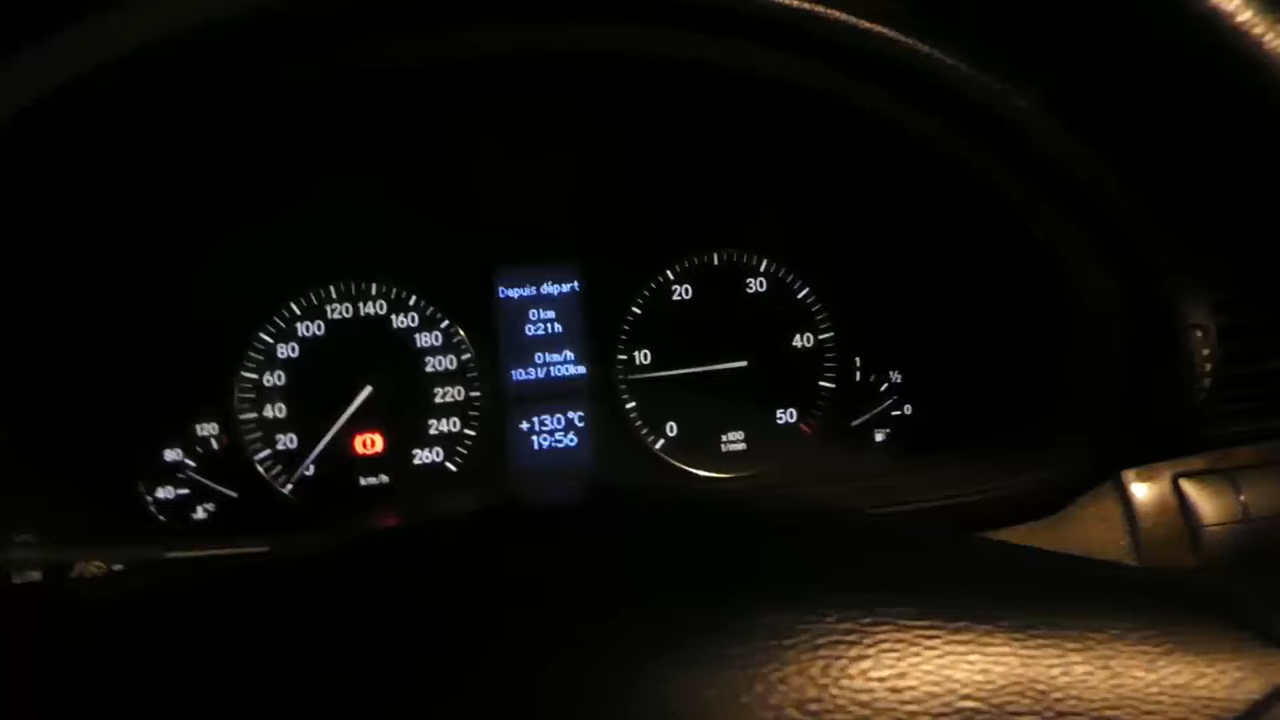 120
80
40
°C
0
20
40
60
80
100
120
140
160
180
200
220
240
260
km/h
Depuis départ
0 km
0:21 h
0 km/h
10.3 l/100km
+13.0 °C
19:56
0
10
20
30
40
50
x100
1/min
1
½
0